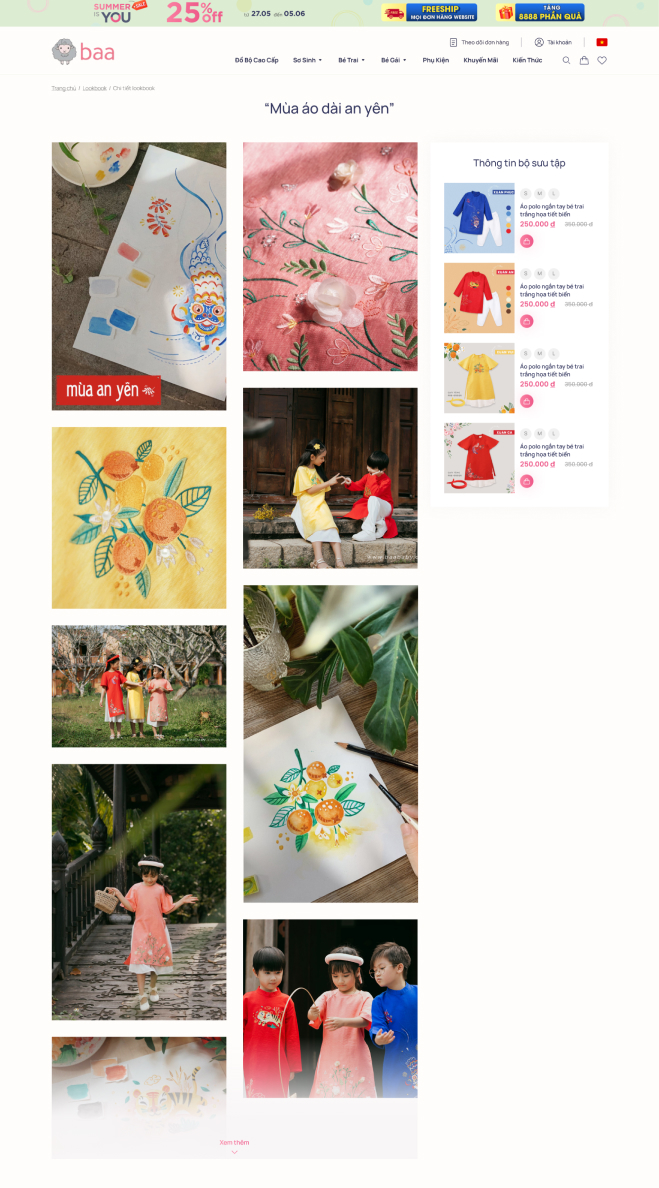 SUMMER
IS YOU
SALE
25% off
từ 27.05 đến 05.06
FREESHIP
MỌI ĐƠN HÀNG WEBSITE
TẶNG
8888 PHẦN QUÀ
baa
Theo dõi đơn hàng
Tài khoản
Đồ Bộ Cao Cấp
Sơ Sinh
Bé Trai
Bé Gái
Phụ Kiện
Khuyến Mãi
Kiến Thức
Trang chủ / Lookbook / Chi tiết lookbook
“Mùa áo dài an yên”
mùa an yên
Thông tin bộ sưu tập
S M L
Áo polo ngắn tay bé trai
trắng họa tiết biển
250.000 ₫ 350.000 ₫
XUÂN AN
S M L
Áo polo ngắn tay bé trai
trắng họa tiết biển
250.000 ₫ 350.000 ₫
S M L
Áo polo ngắn tay bé trai
trắng họa tiết biển
250.000 ₫ 350.000 ₫
S M L
Áo polo ngắn tay bé trai
trắng họa tiết biển
250.000 ₫ 350.000 ₫
Xem thêm